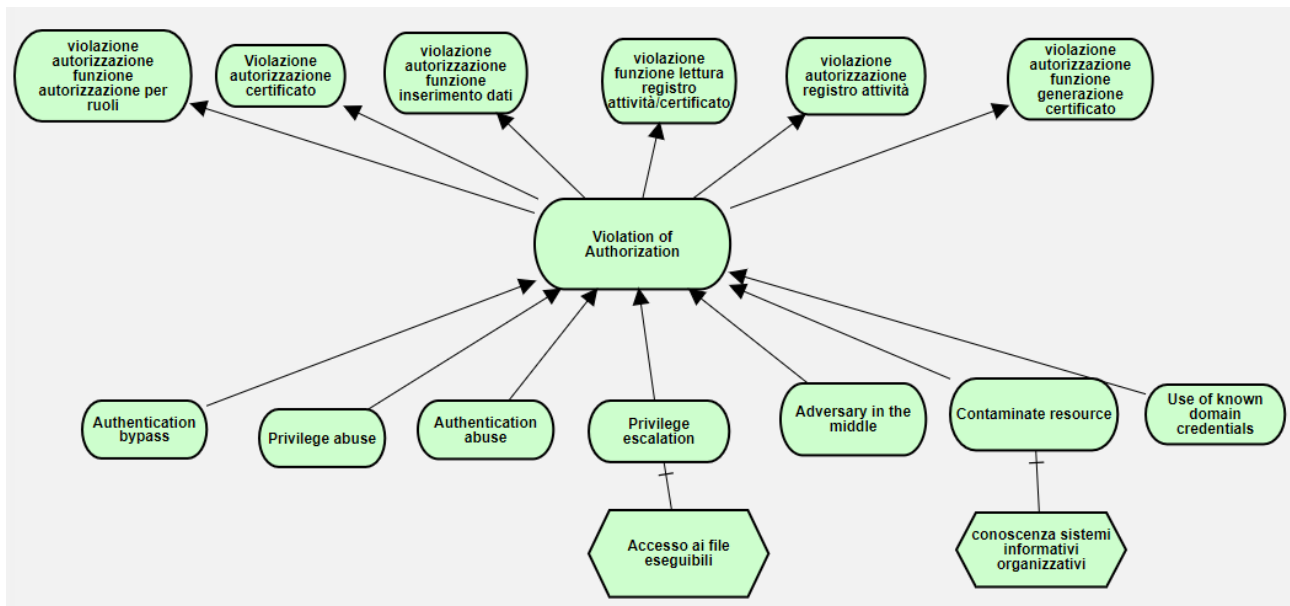 violazione
autorizzazione
funzione
autorizzazione per
ruoli
Violazione
autorizzazione
certificato
violazione
autorizzazione
funzione
inserimento dati
violazione
funzione lettura
registro
attività/certificato
violazione
autorizzazione
registro attività
violazione
autorizzazione
funzione
generazione
certificato
Violation of
Authorization
Authentication
bypass
Privilege abuse
Authentication
abuse
Privilege
escalation
Adversary in the
middle
Contaminate resource
Use of known
domain
credentials
Accesso ai file
eseguibili
conoscenza sistemi
informativi
organizzativi